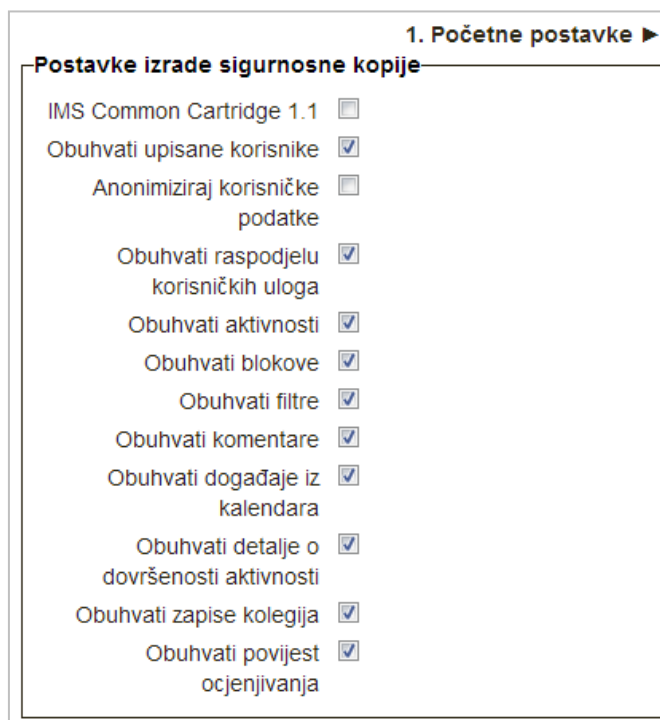 1. Početne postavke ►
Postavke izrade sigurnosne kopije
IMS Common Cartridge 1.1
Obuhvati upisane korisnike
Anonimiziraj korisničke
podatke
Obuhvati raspodjelu
korisničkih uloga
Obuhvati aktivnosti
Obuhvati blokove
Obuhvati filtre
Obuhvati komentare
Obuhvati događaje iz
kalendara
Obuhvati detalje o
dovršenosti aktivnosti
Obuhvati zapise kolegija
Obuhvati povijest
ocjenjivanja